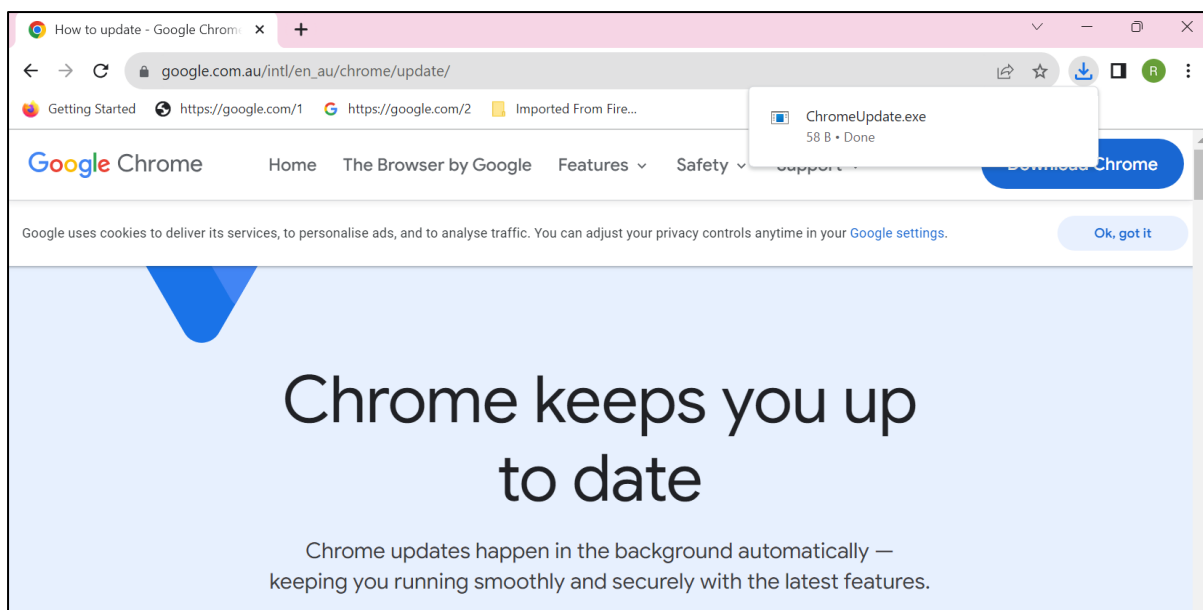 How to update - Google Chrom
google.com.au/intl/en_au/chrome/update/
R
Getting Started https://google.com/1 https://google.com/2 Imported From Fire...
ChromeUpdate.exe
58 B • Done
Google Chrome Home The Browser by Google Features Safety Support Download Chrome
Google uses cookies to deliver its services, to personalise ads, and to analyse traffic. You can adjust your privacy controls anytime in your Google settings. Ok, got it
Chrome keeps you up
to date
Chrome updates happen in the background automatically —
keeping you running smoothly and securely with the latest features.